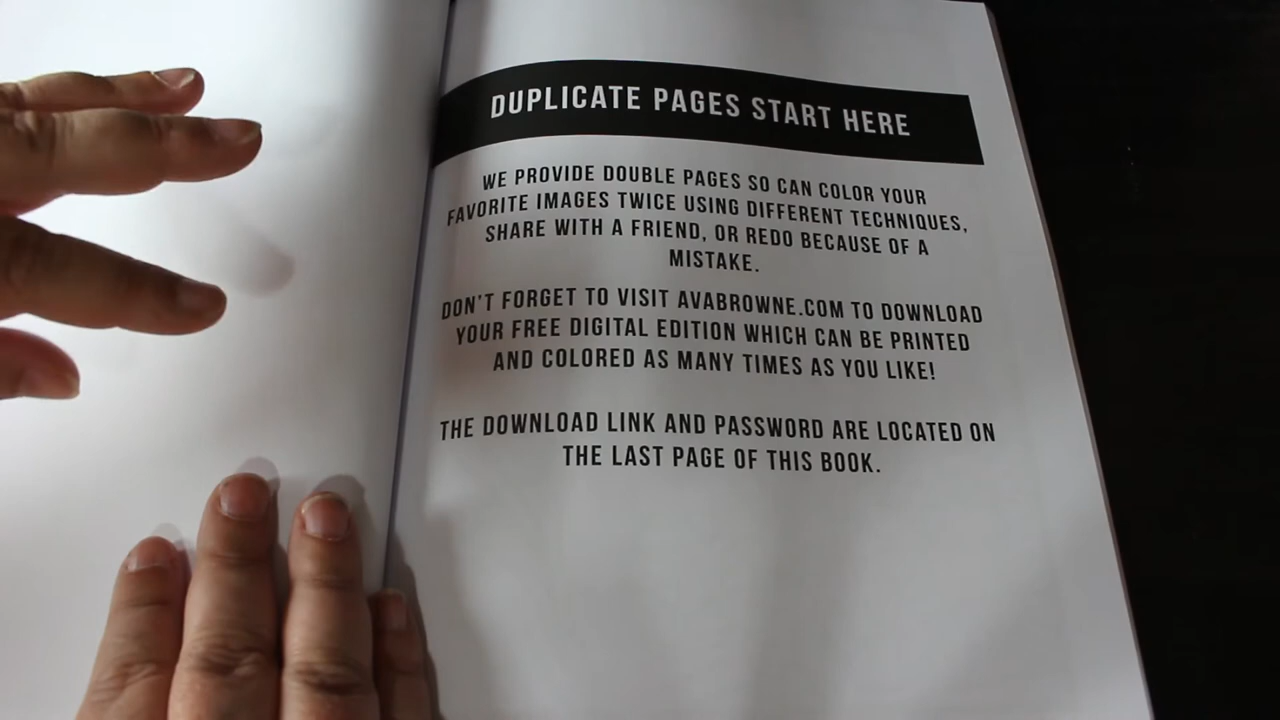 DUPLICATE PAGES START HERE
WE PROVIDE DOUBLE PAGES SO CAN COLOR YOUR
FAVORITE IMAGES TWICE USING DIFFERENT TECHNIQUES,
SHARE WITH A FRIEND, OR REDO BECAUSE OF A
MISTAKE.
DON'T FORGET TO VISIT AVABROWNE.COM TO DOWNLOAD
YOUR FREE DIGITAL EDITION WHICH CAN BE PRINTED
AND COLORED AS MANY TIMES AS YOU LIKE!
THE DOWNLOAD LINK AND PASSWORD ARE LOCATED ON
THE LAST PAGE OF THIS BOOK.